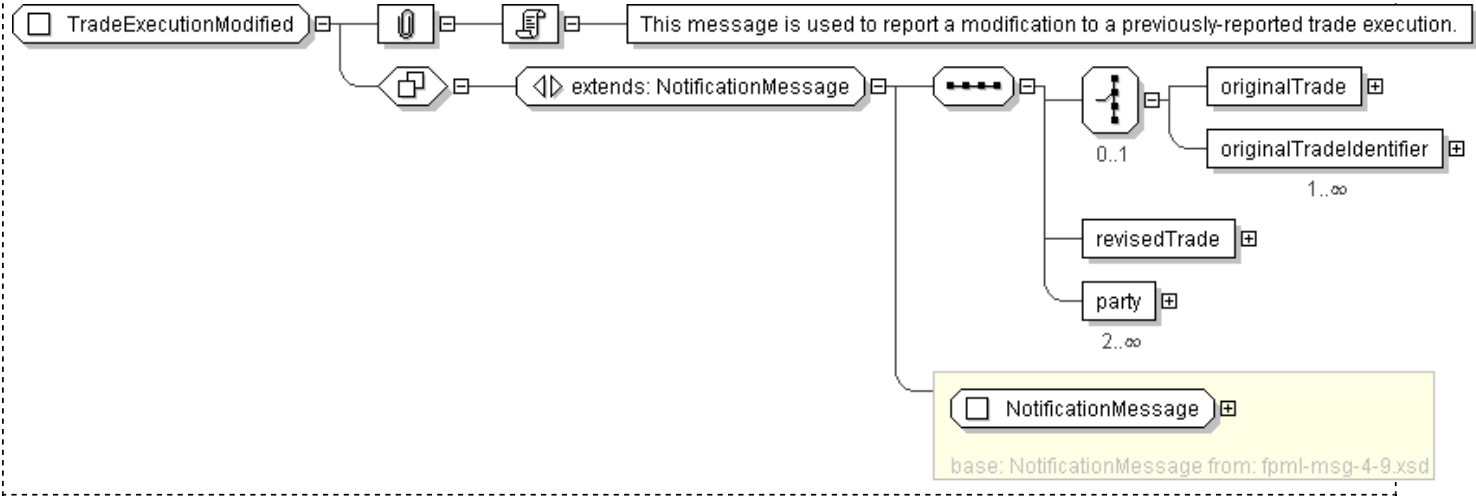 TradeExecutionModified
This message is used to report a modification to a previously-reported trade execution.
extends: NotificationMessage
originalTrade
0..1
originalTradeIdentifier
1..∞
revisedTrade
party
2..∞
NotificationMessage
base: NotificationMessage from: fpml-msg-4-9.xsd